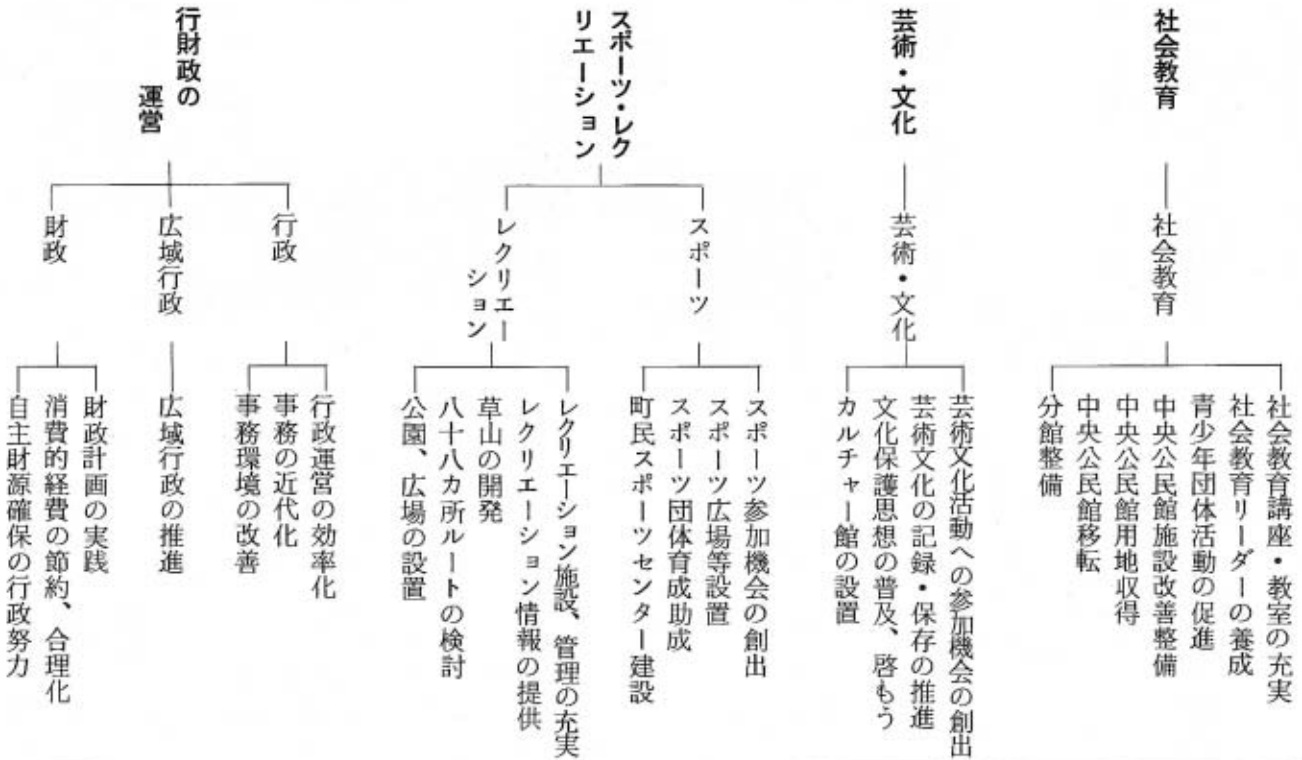 社会教育
社会教育
社会教育講座・教室の充実
社会教育リーダーの養成
青少年団体活動の促進
中央公民館施設改善整備
中央公民館用地収得
中央公民館移転
分館整備
芸術・文化
芸術・文化
芸術文化活動への参加機会の創出
芸術文化の記録・保存の推進
文化保護思想の普及、啓もう
カルチャー館の設置
スポーツ・レク
リエーション
スポーツ
スポーツ参加機会の創出
スポーツ広場等設置
スポーツ団体育成助成
町民スポーツセンター建設
レクリエー
ション
レクリエーション施設、管理の充実
レクリエーション情報の提供
草山の開発
八十八カ所ルートの検討
公園、広場の設置
行財政の
運営
行政
行政運営の効率化
事務の近代化
事務環境の改善
広域行政
広域行政の推進
財政
財政計画の実践
消費的経費の節約、合理化
自主財源確保の行政努力